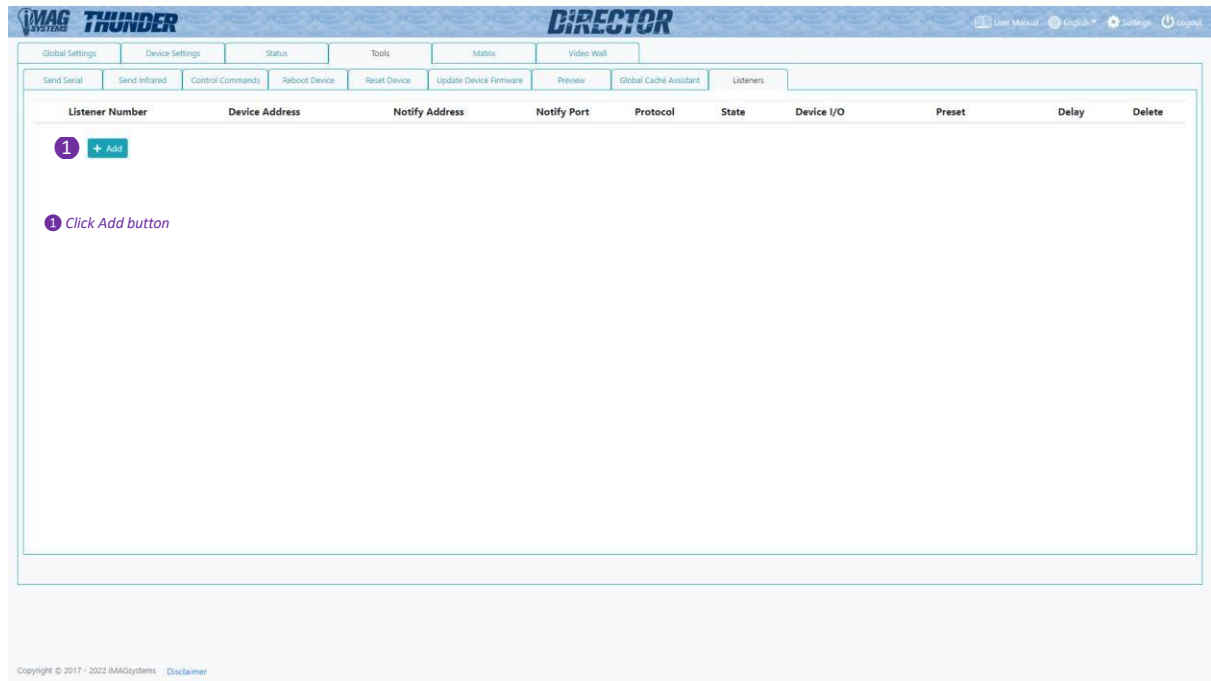 iMAG SYSTEMS THUNDER DiRECTOR User Manual English Settings Logout
Global Settings Device Settings Status Tools Matrix Video Wall
Send Serial Send Infrared Control Commands Reboot Device Reset Device Update Device Firmware Preview Global Caché Assistant Listeners
Listener Number Device Address Notify Address Notify Port Protocol State Device I/O Preset Delay Delete
1 + Add
1 Click Add button
Copyright © 2017 - 2022 iMAGsystems Disclaimer